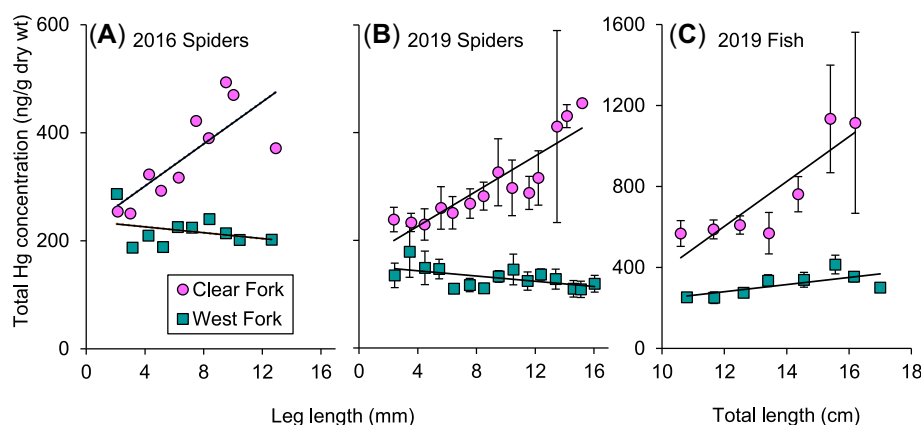 (A) 2016 Spiders
(B) 2019 Spiders
(C) 2019 Fish
Total Hg concentration (ng/g dry wt)
600
400
200
0
Clear Fork
West Fork
0 4 8 12 16
0 4 8 12 16
1600
1200
800
400
0
10 12 14 16 18
Leg length (mm)
Total length (cm)